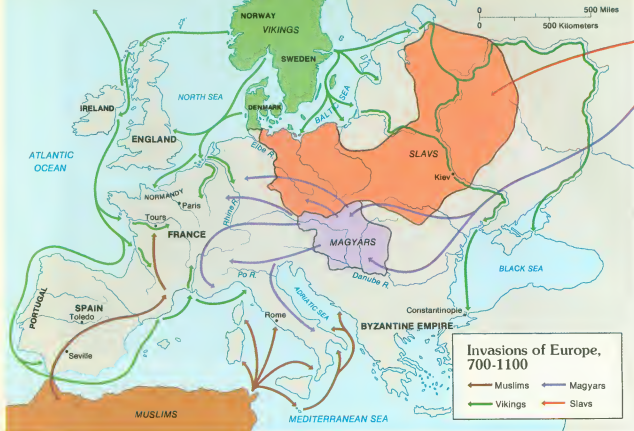 NORWAY
VIKINGS
SWEDEN
0
500 Miles
0
500 Kilometers
IRELAND
NORTH SEA
DENMARK
BALTIC SEA
ENGLAND
ATLANTIC
OCEAN
Elbe R.
SLAVS
Kiev
NORMANDY
Paris
Rhine R.
Tours
FRANCE
MAGYARS
Po R.
Danube R.
BLACK SEA
PORTUGAL
SPAIN
Toledo
Seville
Rome
ADRIATIC SEA
Constantinople
BYZANTINE EMPIRE
MUSLIMS
MEDITERRANEAN SEA
Invasions of Europe,
700-1100
Muslims
Magyars
Vikings
Slavs